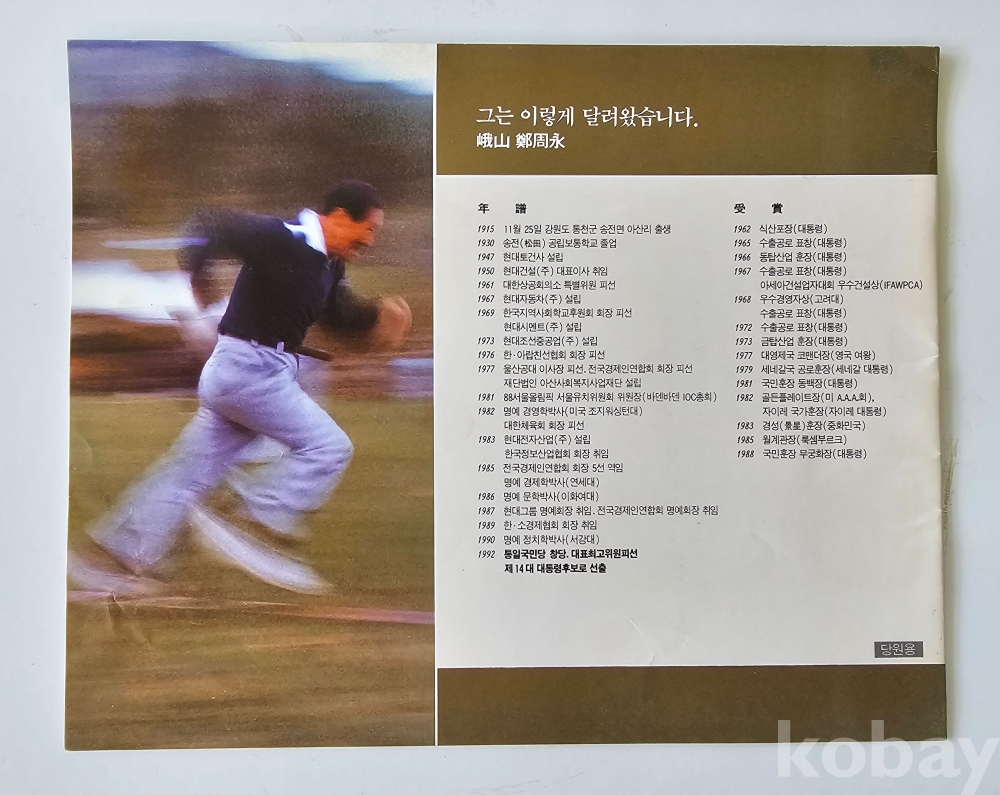 그는 이렇게 달려왔습니다.
峨山 鄭周永
年 譜
1915 11월 25일 강원도 통천군 송전면 아산리 출생
1930 송전(松田) 공립보통학교 졸업
1947 현대토건사 설립
1950 현대건설(주) 대표이사 취임
1961 대한상공회의소 특별위원 피선
1967 현대자동차(주) 설립
1969 한국지역사회학교후원회 회장 피선
현대시멘트(주) 설립
1973 현대조선중공업(주) 설립
1976 한·아랍친선협회 회장 피선
1977 울산공대 이사장 피선. 전국경제인연합회 회장 피선
재단법인 아산사회복지사업재단 설립
1981 88서울올림픽 서울유치위원회 위원장(바덴바덴 IOC총회)
1982 명예 경영학박사(미국 조지워싱턴대)
대한체육회 회장 피선
1983 현대전자산업(주) 설립
한국정보산업협회 회장 취임
1985 전국경제인연합회 회장 5선 역임
명예 경제학박사(연세대)
1986 명예 문학박사(이화여대)
1987 현대그룹 명예회장 취임. 전국경제인연합회 명예회장 취임
1989 한·소경제협회 회장 취임
1990 명예 정치학박사(서강대)
1992 통일국민당 창당. 대표최고위원피선
제14대 대통령후보로 선출
受 賞
1962 식산포장(대통령)
1965 수출공로 표창(대통령)
1966 동탑산업 훈장(대통령)
1967 수출공로 표창(대통령)
아세아건설업자대회 우수건설상(IFAWPCA)
1968 우수경영자상(고려대)
수출공로 표창(대통령)
1972 수출공로 표창(대통령)
1973 금탑산업 훈장(대통령)
1977 대영제국 코맨더장(영국 여왕)
1979 세네갈국 공로훈장(세네갈 대통령)
1981 국민훈장 동백장(대통령)
1982 골든플레이트장(미 A.A.A.회),
자이레 국가훈장(자이레 대통령)
1983 경성(景星)훈장(중화민국)
1985 월계관장(룩셈부르크)
1988 국민훈장 무궁화장(대통령)
당원용
kobay